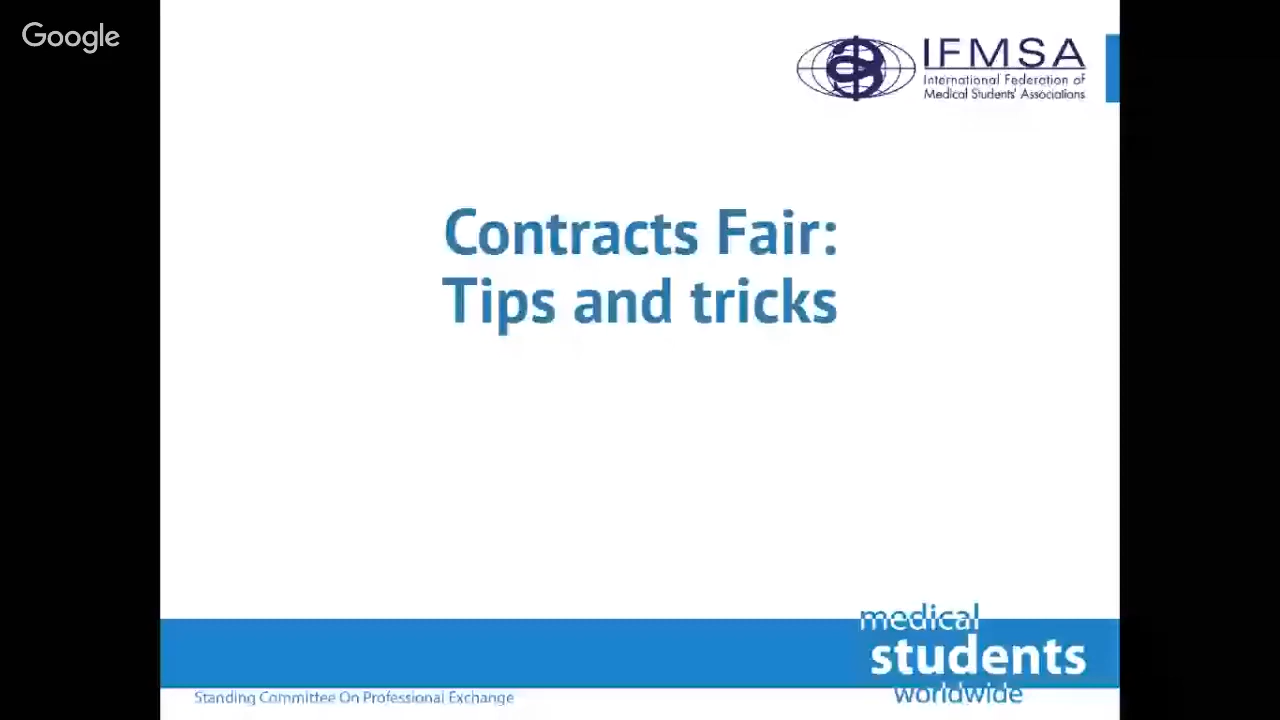 Google
IFMSA
International Federation of
Medical Students' Associations
Contracts Fair:
Tips and tricks
medical
students
worldwide
Standing Committee On Professional Exchange